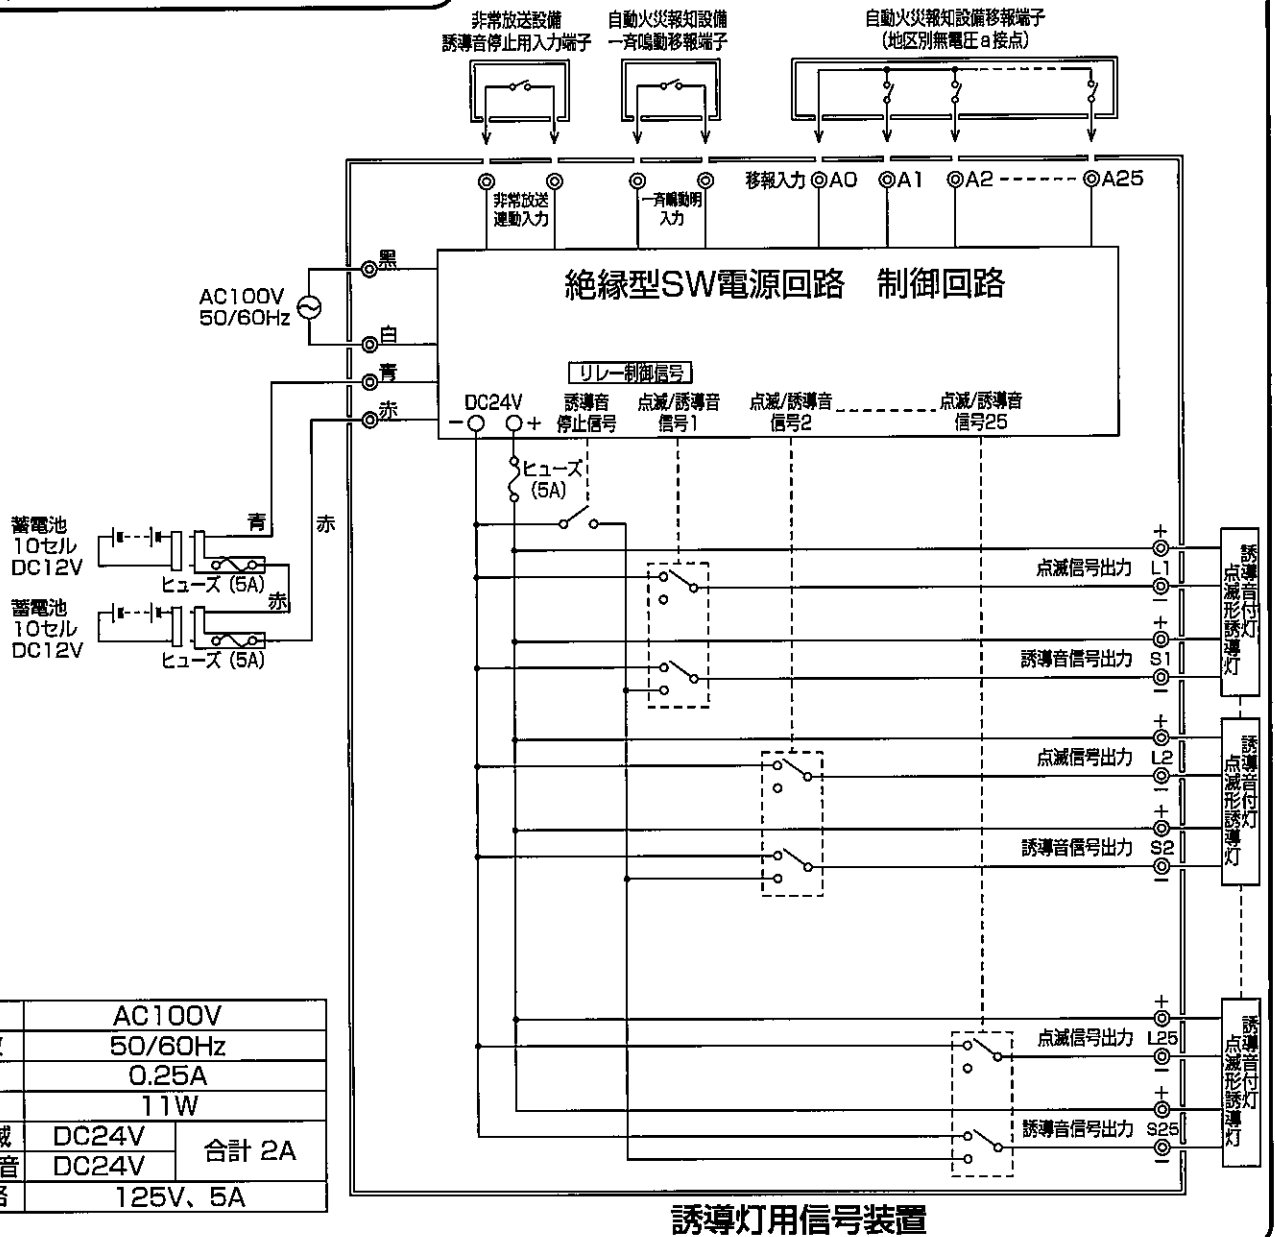 非常放送設備
誘導音停止用入力端子
自動火災報知設備
一斉鳴動移報端子
自動火災報知設備移報端子
(地区別無電圧a接点)
非常放送
連動入力
一斉鳴動明
入力
移報入力 A0 A1 A2 A25
黒
AC100V
50/60Hz
白
青
赤
絶縁型SW電源回路 制御回路
リレー制御信号
DC24V
− +
誘導音
停止信号
点滅/誘導音
信号1
点滅/誘導音
信号2
点滅/誘導音
信号25
ヒューズ
(5A)
青
赤
蓄電池
10セル
DC12V
ヒューズ (5A)
赤
蓄電池
10セル
DC12V
ヒューズ (5A)
+
点滅信号出力 L1
−
+
誘導音信号出力 S1
−
誘導音付
点滅形誘導灯
灯
+
点滅信号出力 L2
−
+
誘導音信号出力 S2
−
誘導音付
点滅形誘導灯
灯
+
点滅信号出力 L25
−
+
誘導音信号出力 S25
−
誘導音付
点滅形誘導灯
灯
AC100V
50/60Hz
0.25A
11W
滅 DC24V 合計 2A
音 DC24V
125V、5A
誘導灯用信号装置